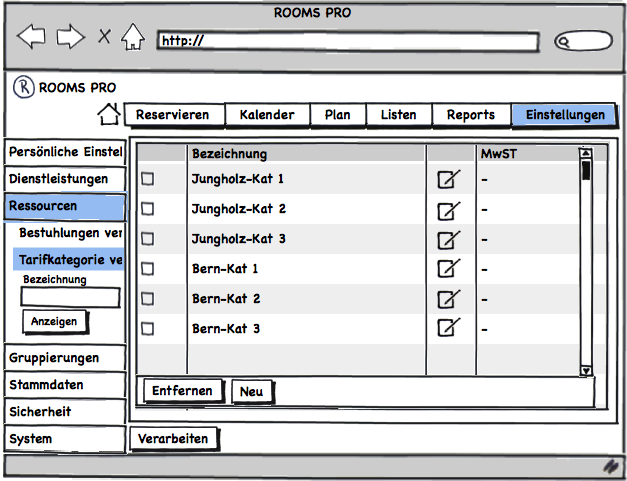 ROOMS PRO
http://
R ROOMS PRO
Reservieren Kalender Plan Listen Reports Einstellungen
Persönliche Einstel
Dienstleistungen
Ressourcen
Bestuhlungen ver
Tarifkategorie ve
Bezeichnung
Anzeigen
Gruppierungen
Stammdaten
Sicherheit
System
Bezeichnung MwST
Jungholz-Kat 1 -
Jungholz-Kat 2 -
Jungholz-Kat 3 -
Bern-Kat 1 -
Bern-Kat 2 -
Bern-Kat 3 -
Entfernen Neu
Verarbeiten